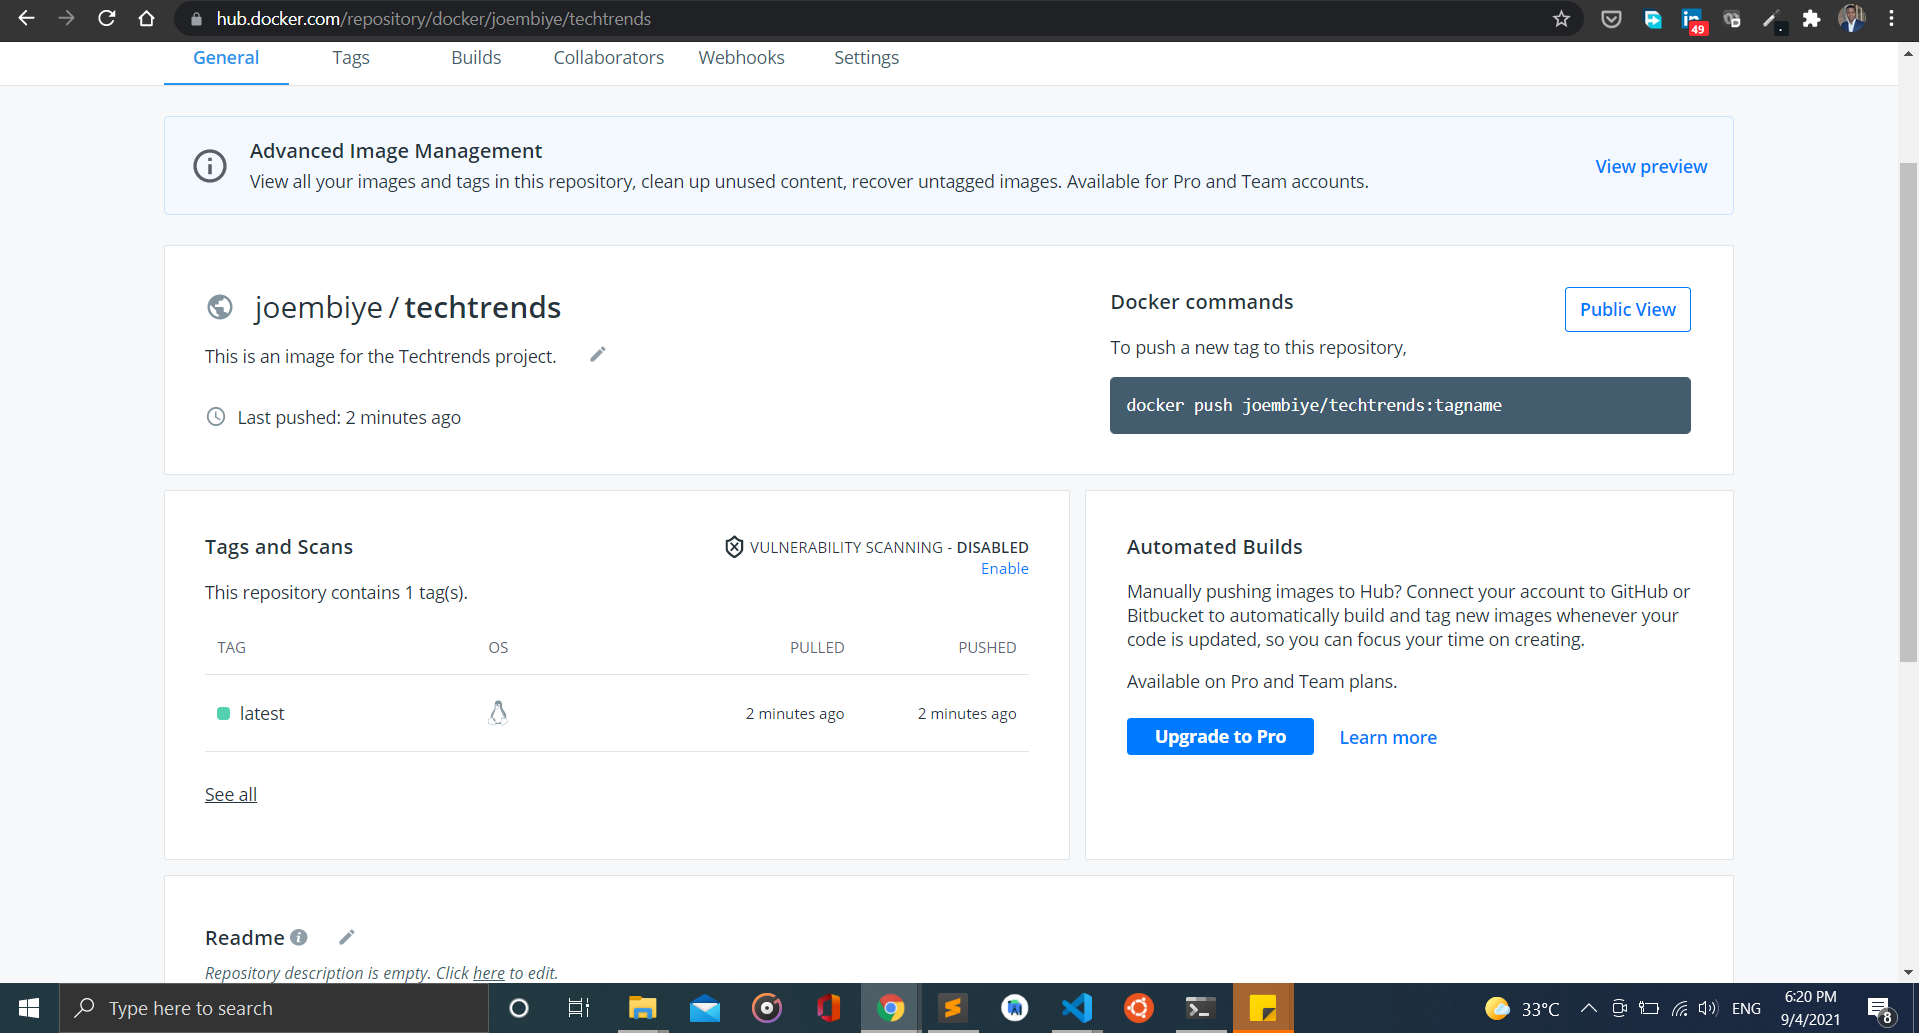 hub.docker.com/repository/docker/joembiye/techtrends
49
General Tags Builds Collaborators Webhooks Settings
Advanced Image Management
View all your images and tags in this repository, clean up unused content, recover untagged images. Available for Pro and Team accounts.
View preview
joembiye / techtrends
This is an image for the Techtrends project.
Last pushed: 2 minutes ago
Docker commands
Public View
To push a new tag to this repository,
docker push joembiye/techtrends:tagname
Tags and Scans
VULNERABILITY SCANNING - DISABLED
Enable
This repository contains 1 tag(s).
TAG OS PULLED PUSHED
latest 2 minutes ago 2 minutes ago
See all
Automated Builds
Manually pushing images to Hub? Connect your account to GitHub or
Bitbucket to automatically build and tag new images whenever your
code is updated, so you can focus your time on creating.
Available on Pro and Team plans.
Upgrade to Pro Learn more
Readme
Repository description is empty. Click here to edit.
Type here to search
33°C
ENG
6:20 PM
9/4/2021
8